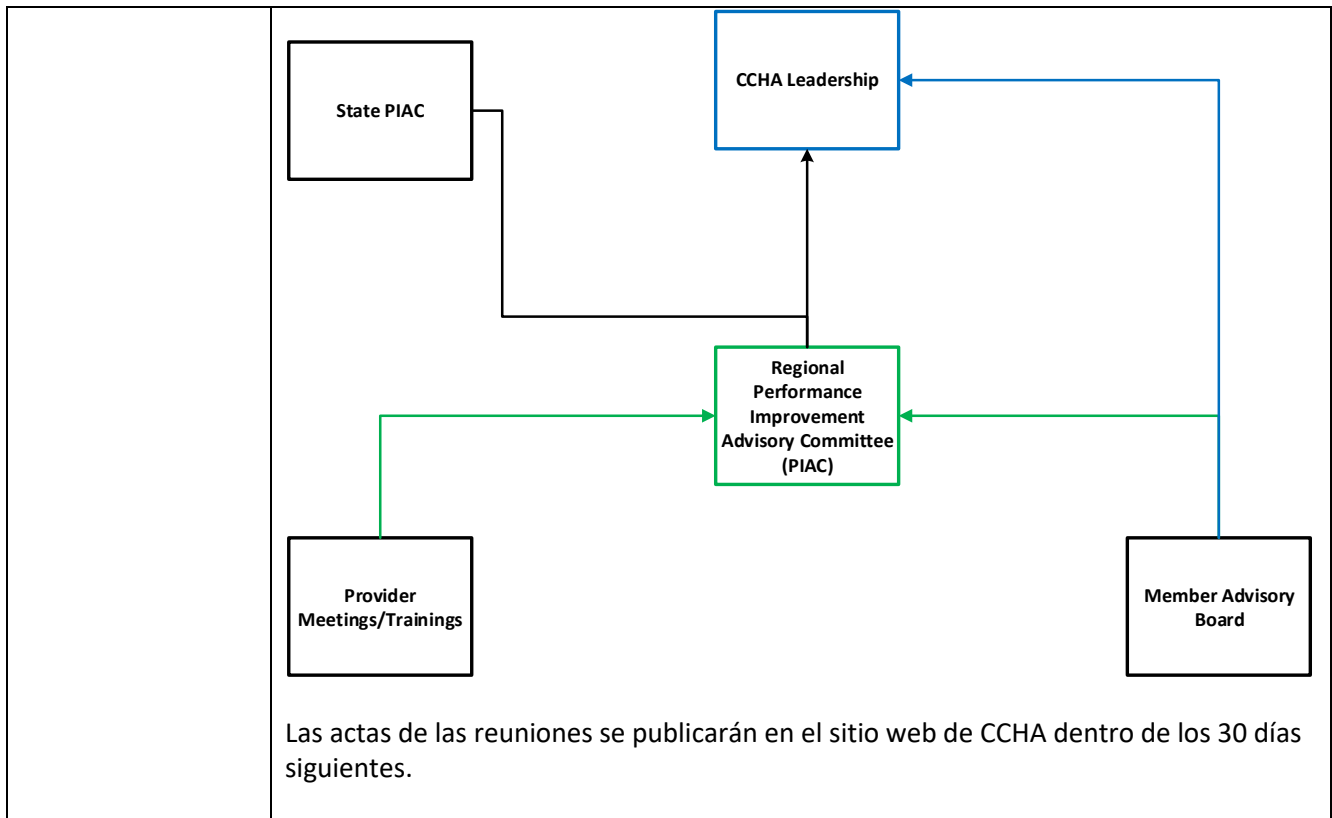 CCHA Leadership
State PIAC
Regional
Performance
Improvement
Advisory Committee
(PIAC)
Provider
Meetings/Trainings
Member Advisory
Board
Las actas de las reuniones se publicarán en el sitio web de CCHA dentro de los 30 días
siguientes.